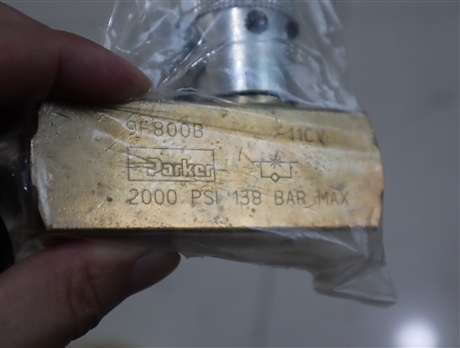 9F800B 11CV
Parker
2000 PSI 138 BAR MAX